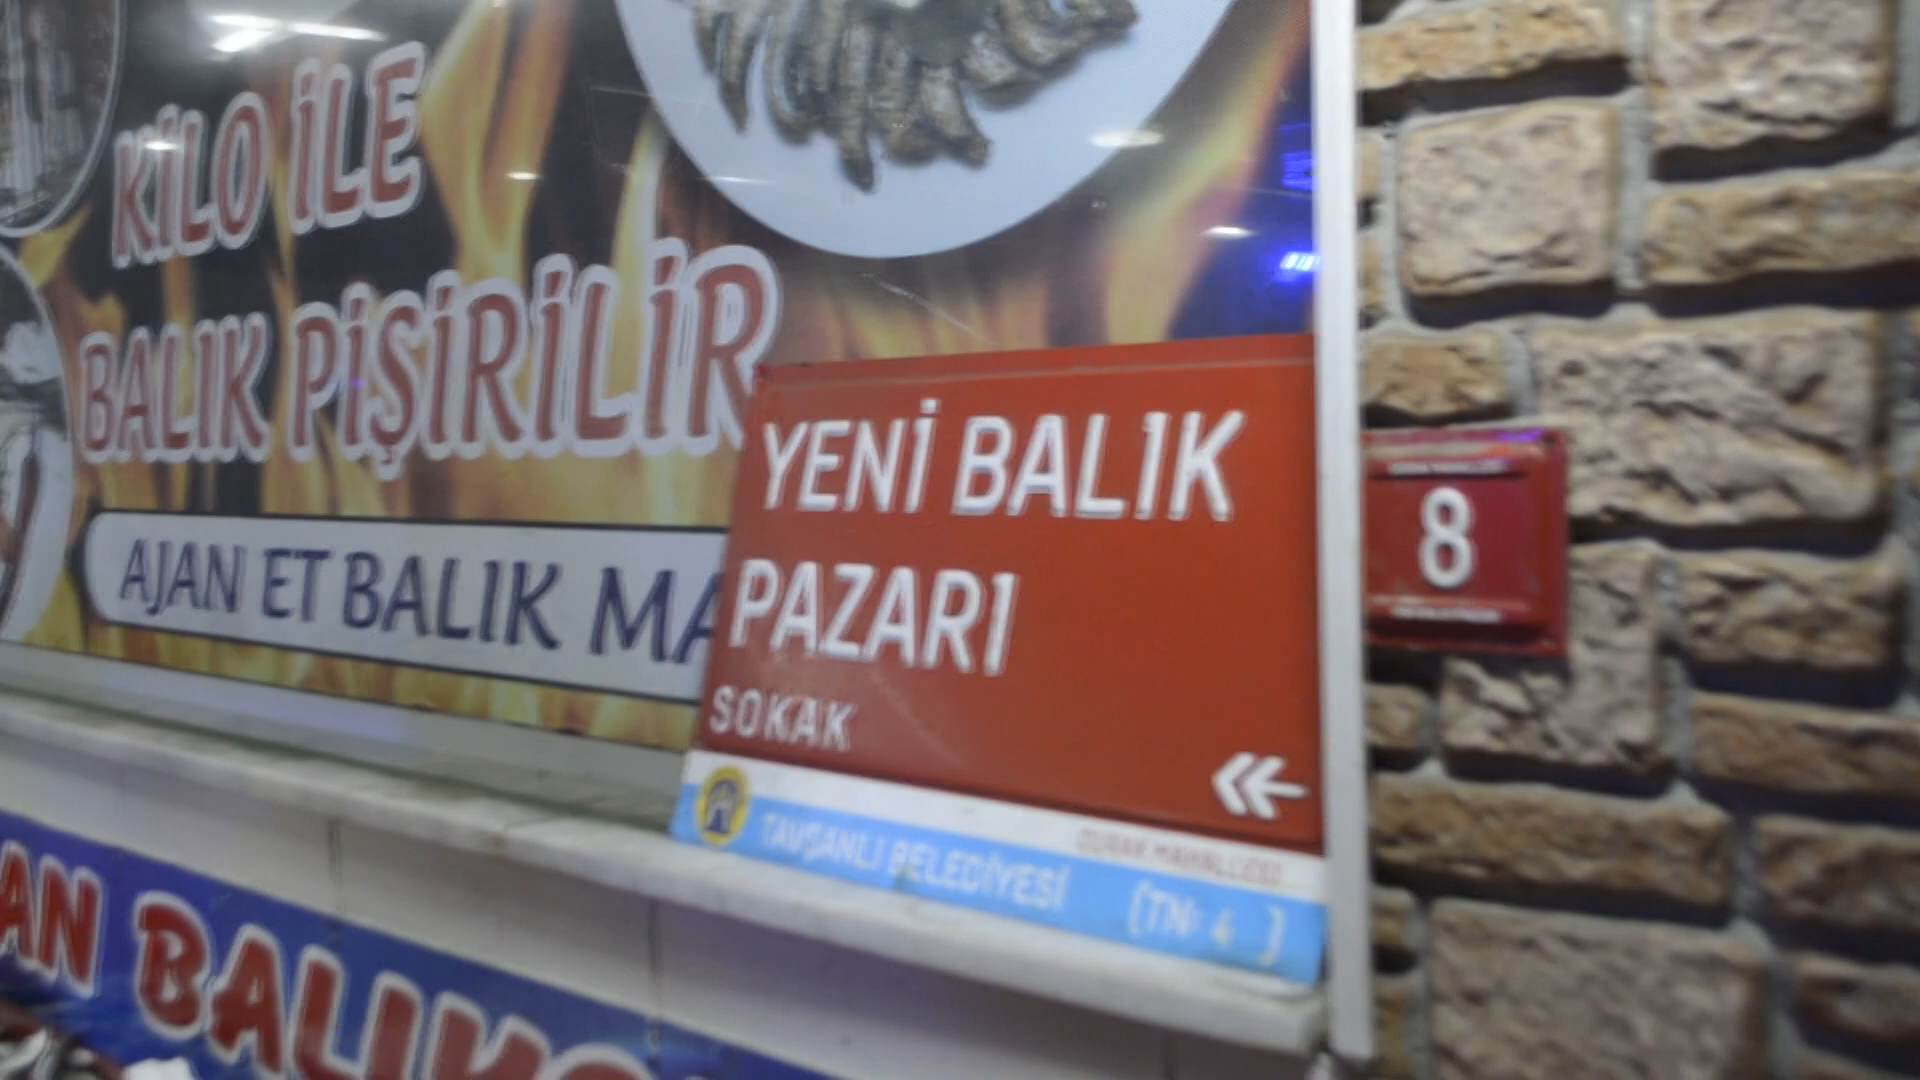 KİLO İLE
BALIK PİŞİRİLİR
AJAN ET BALIK MA
YENİ BALIK
PAZARI
SOKAK
TAVŞANLI BELEDİYESİ (TN: 4 )
8
AN BALIK